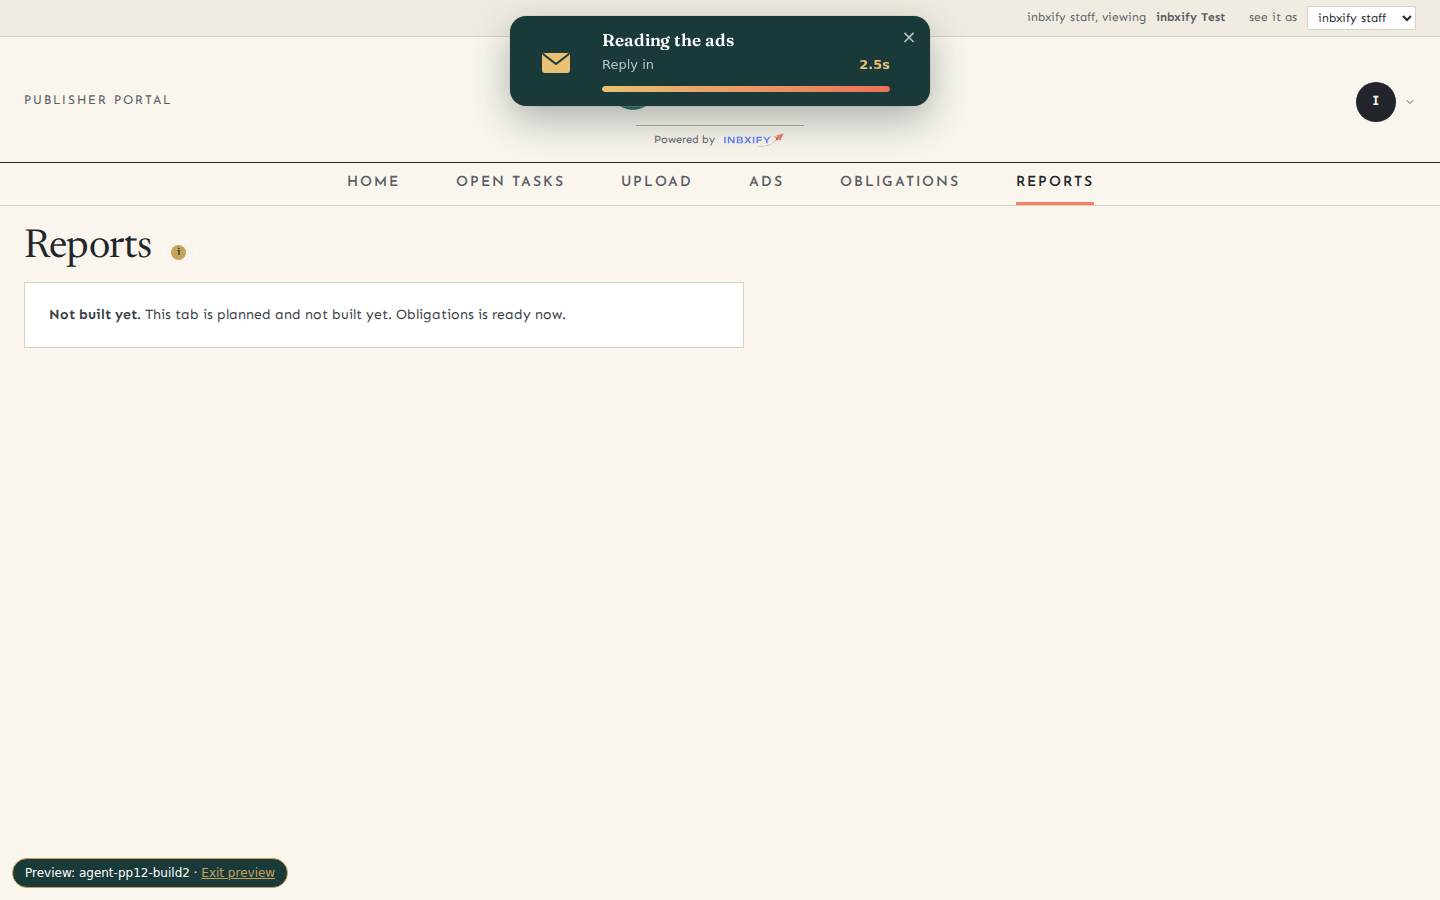 inbxify staff, viewing inbxify Test see it as inbxify staff
Reading the ads
Reply in 2.5s
PUBLISHER PORTAL
I
Powered by INBXIFY
HOME OPEN TASKS UPLOAD ADS OBLIGATIONS REPORTS
Reports i
Not built yet. This tab is planned and not built yet. Obligations is ready now.
Preview: agent-pp12-build2 · Exit preview